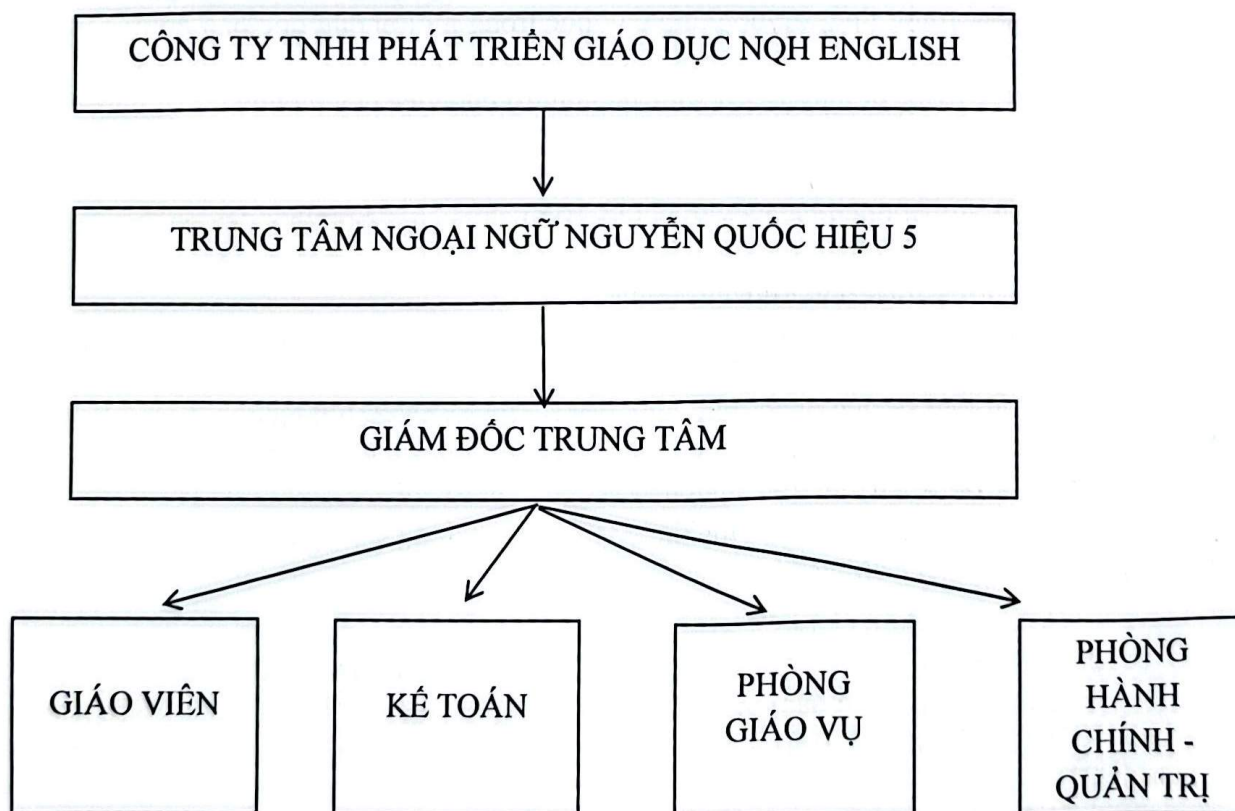 CÔNG TY TNHH PHÁT TRIỂN GIÁO DỤC NQH ENGLISH
TRUNG TÂM NGOẠI NGỮ NGUYỄN QUỐC HIỆU 5
GIÁM ĐỐC TRUNG TÂM
GIÁO VIÊN
KẾ TOÁN
PHÒNG
GIÁO VỤ
PHÒNG
HÀNH
CHÍNH -
QUẢN TRỊ